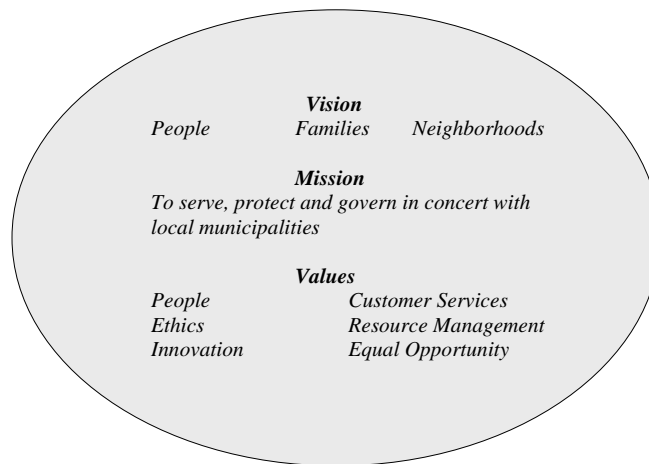 Vision
People Families Neighborhoods
Mission
To serve, protect and govern in concert with
local municipalities
Values
People Customer Services
Ethics Resource Management
Innovation Equal Opportunity